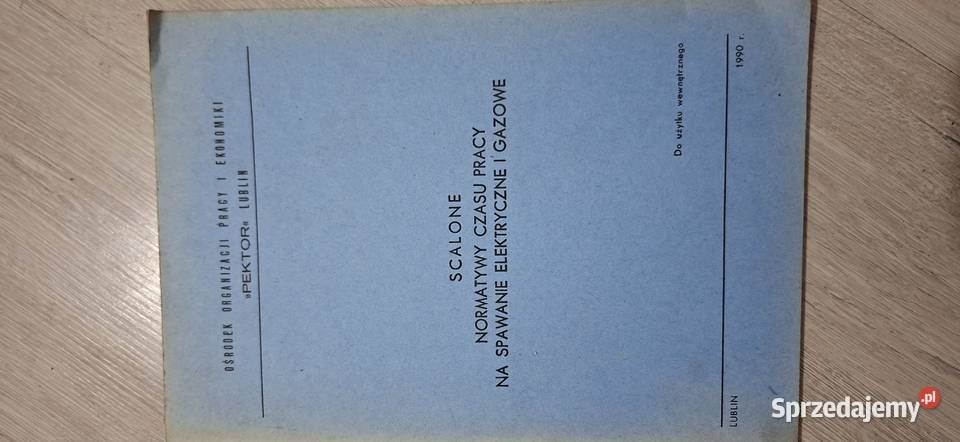 OŚRODEK ORGANIZACJI PRACY I EKONOMIKI
»PEKTOR« LUBLIN
SCALONE
NORMATYWY CZASU PRACY
NA SPAWANIE ELEKTRYCZNE I GAZOWE
Do użytku wewnętrznego
LUBLIN 1990 r.
Sprzedajemy.pl